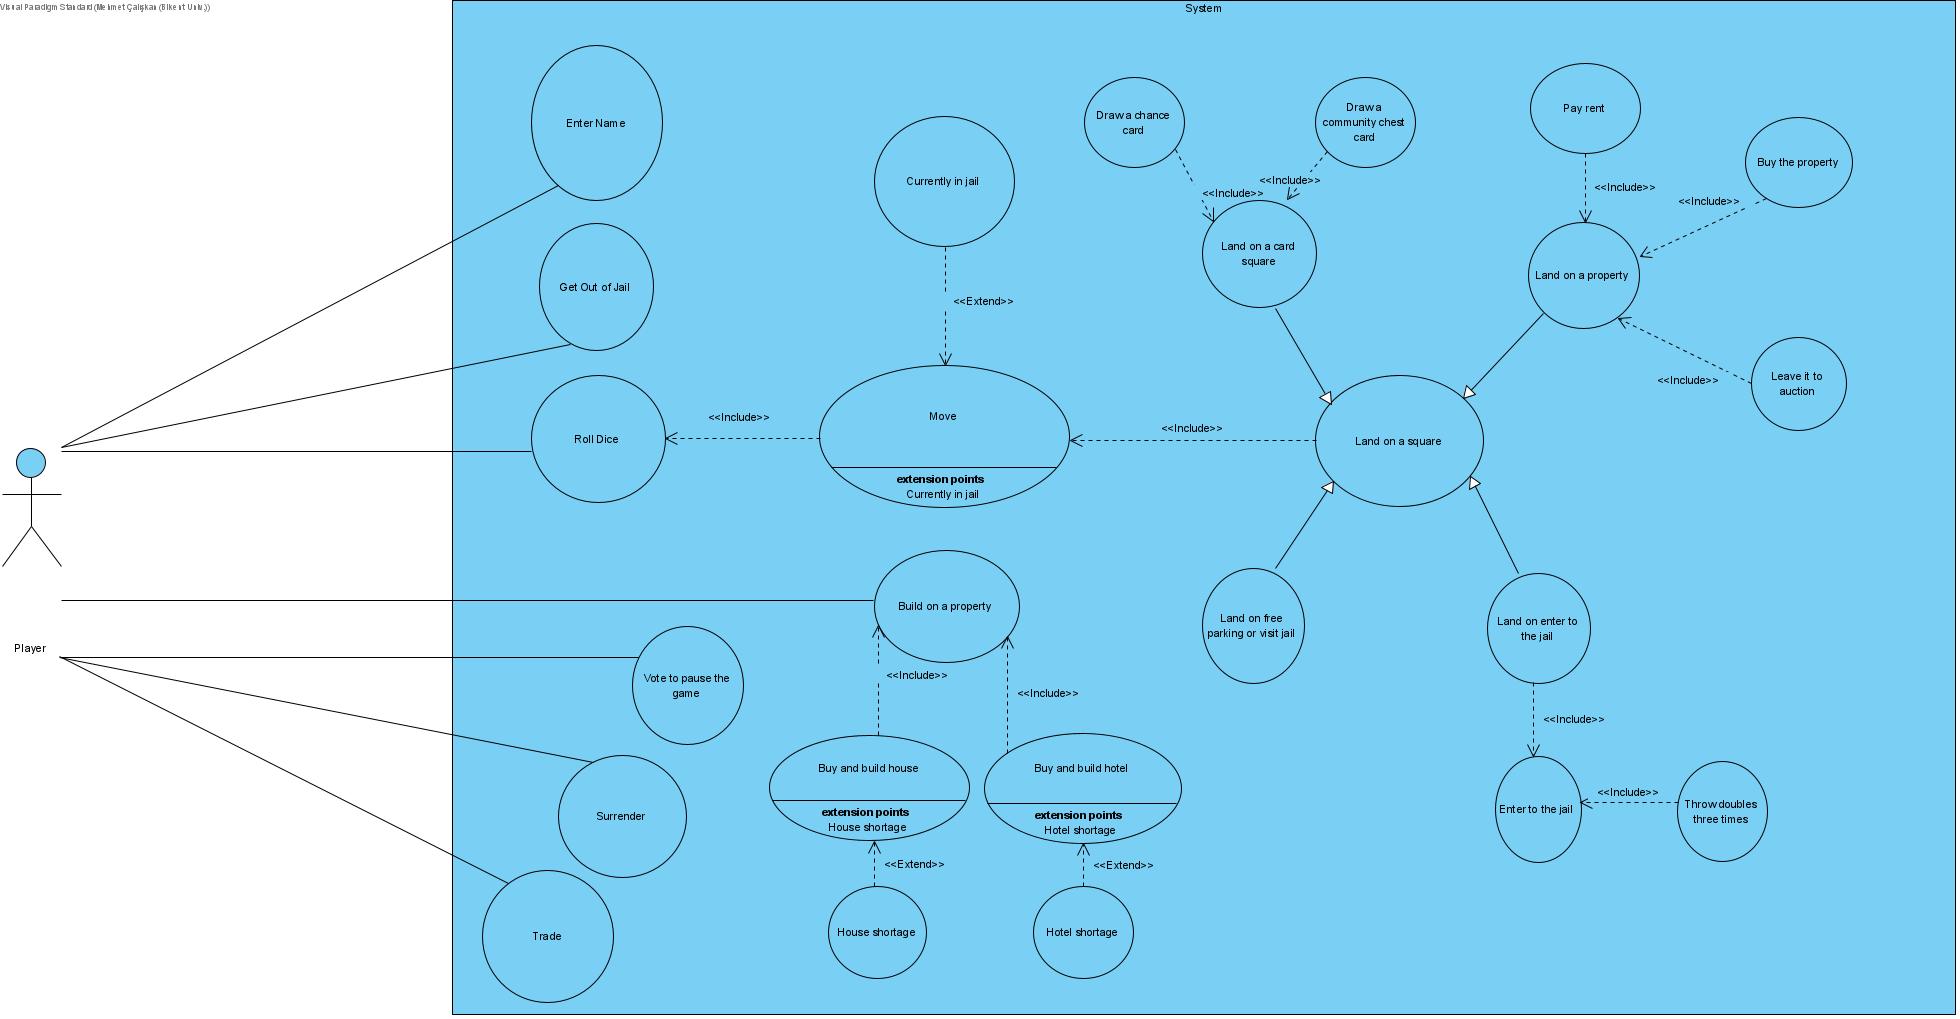 Visual Paradigm Standard (Mehmet Çalışkan (Bilkent Univ.))
System
Enter Name
Get Out of Jail
Roll Dice
<<Include>>
Currently in jail
<<Extend>>
Move
extension points
Currently in jail
<<Include>>
Draw a chance
card
Draw a
community chest
card
<<Include>>
<<Include>>
Land on a card
square
Pay rent
Buy the property
<<Include>>
<<Include>>
Land on a property
<<Include>>
Leave it to
auction
Land on a square
Land on free
parking or visit jail
Land on enter to
the jail
<<Include>>
Enter to the jail
<<Include>>
Throw doubles
three times
Player
Build on a property
<<Include>>
<<Include>>
Vote to pause the
game
Surrender
Trade
Buy and build house
extension points
House shortage
<<Extend>>
House shortage
Buy and build hotel
extension points
Hotel shortage
<<Extend>>
Hotel shortage